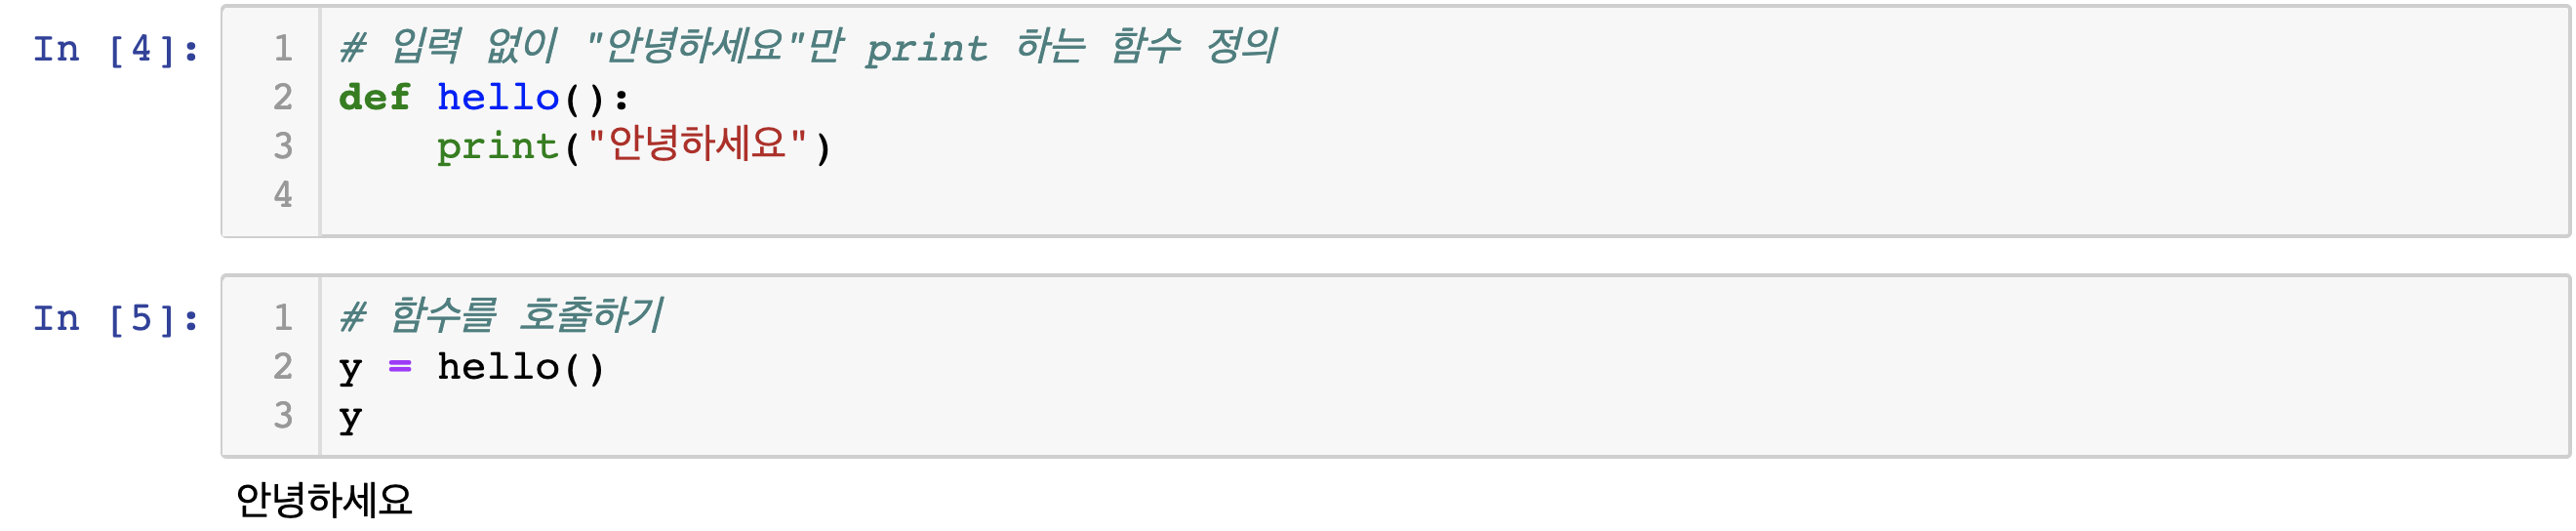 In [4]:
1 # 입력 없이 "안녕하세요"만 print 하는 함수 정의
2 def hello():
3     print("안녕하세요")
4
In [5]:
1 # 함수를 호출하기
2 y = hello()
3 y
안녕하세요